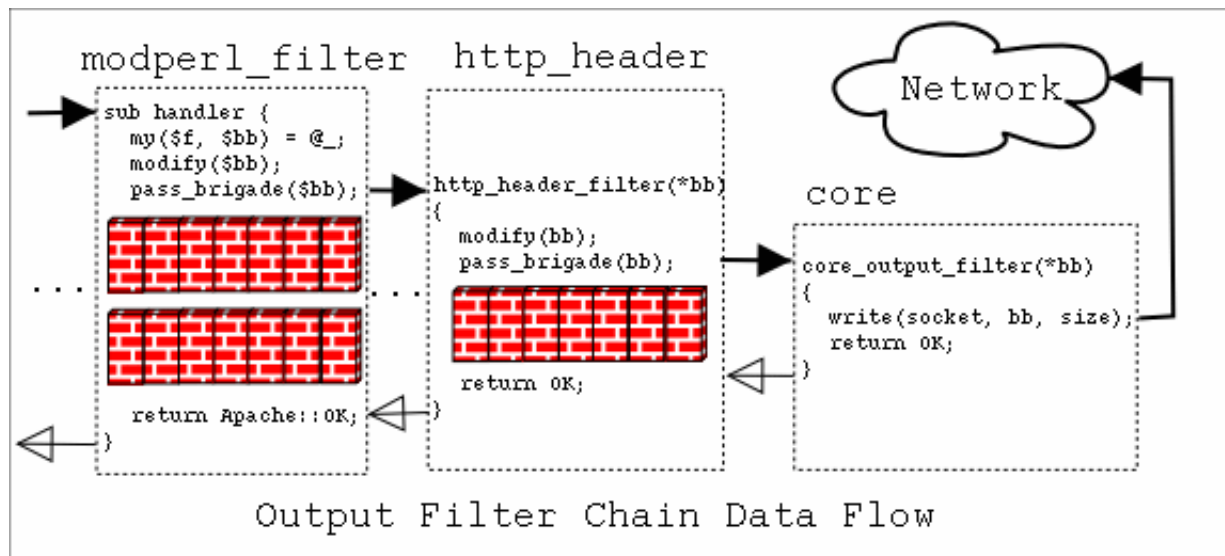 modperl_filter
sub handler {
my($f, $bb) = @_;
modify($bb);
pass_brigade($bb);
...
return Apache::OK;
}
http_header
http_header_filter(*bb)
{
modify(bb);
pass_brigade(bb);
...
return OK;
}
Network
core
core_output_filter(*bb)
{
write(socket, bb, size);
return OK;
}
Output Filter Chain Data Flow